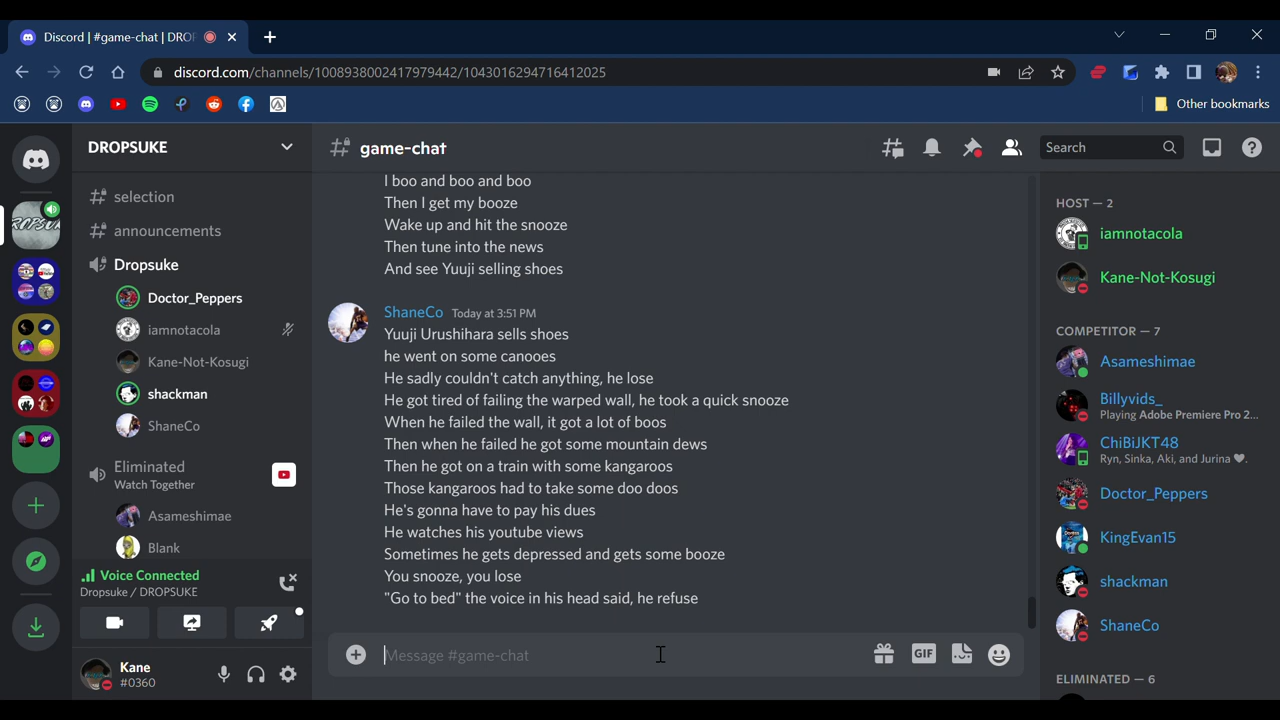 Discord | #game-chat | DRO
discord.com/channels/1008938002417979442/1043016294716412025
Other bookmarks
DROPSUKE
game-chat
Search
selection
announcements
Dropsuke
Doctor_Peppers
iamnotacola
Kane-Not-Kosugi
shackman
ShaneCo
Eliminated
Watch Together
Asameshimae
Blank
Voice Connected
Dropsuke / DROPSUKE
Kane
#0360
I boo and boo and boo
Then I get my booze
Wake up and hit the snooze
Then tune into the news
And see Yuuji selling shoes
ShaneCo Today at 3:51 PM
Yuuji Urushihara sells shoes
he went on some canooes
He sadly couldn't catch anything, he lose
He got tired of failing the warped wall, he took a quick snooze
When he failed the wall, it got a lot of boos
Then when he failed he got some mountain dews
Then he got on a train with some kangaroos
Those kangaroos had to take some doo doos
He's gonna have to pay his dues
He watches his youtube views
Sometimes he gets depressed and gets some booze
You snooze, you lose
"Go to bed" the voice in his head said, he refuse
Message #game-chat
GIF
HOST — 2
iamnotacola
Kane-Not-Kosugi
COMPETITOR — 7
Asameshimae
Billyvids_
Playing Adobe Premiere Pro 2...
ChiBiJKT48
Ryn, Sinka, Aki, and Jurina ♥.
Doctor_Peppers
KingEvan15
shackman
ShaneCo
ELIMINATED — 6